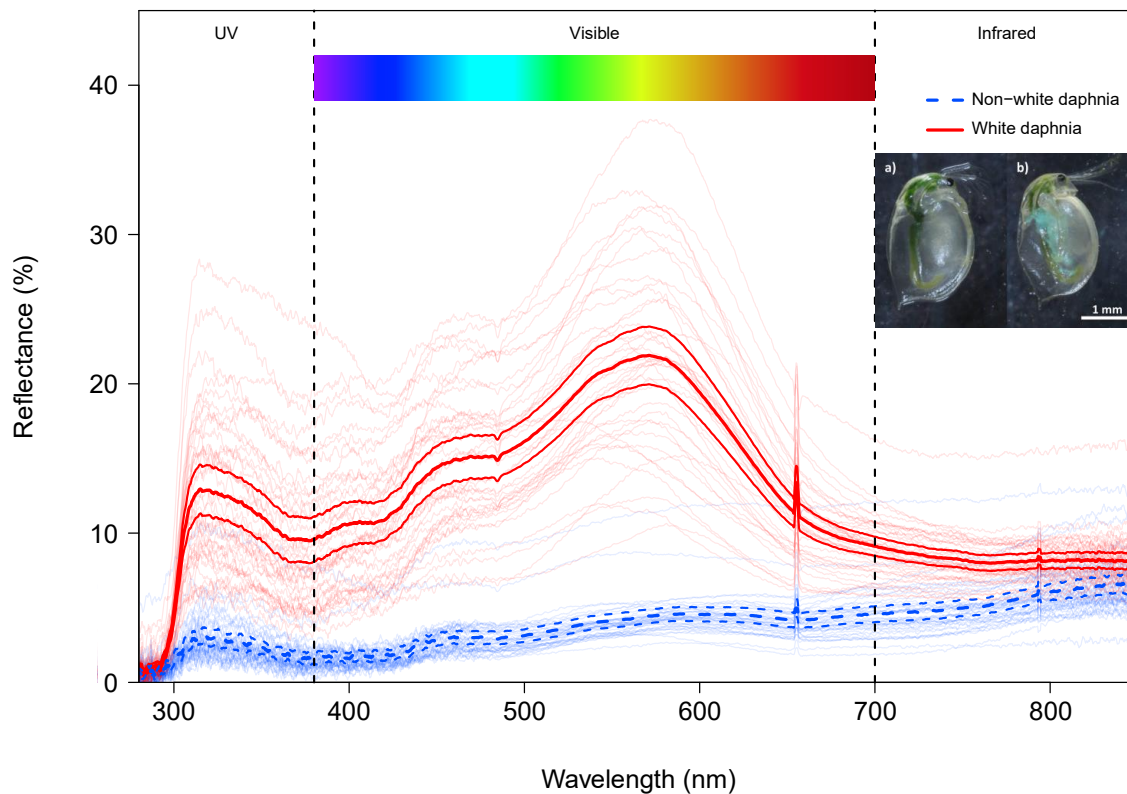 UV
Visible
Infrared
40
30
20
10
0
Reflectance (%)
Non−white daphnia
White daphnia
a)
b)
1 mm
300
400
500
600
700
800
Wavelength (nm)